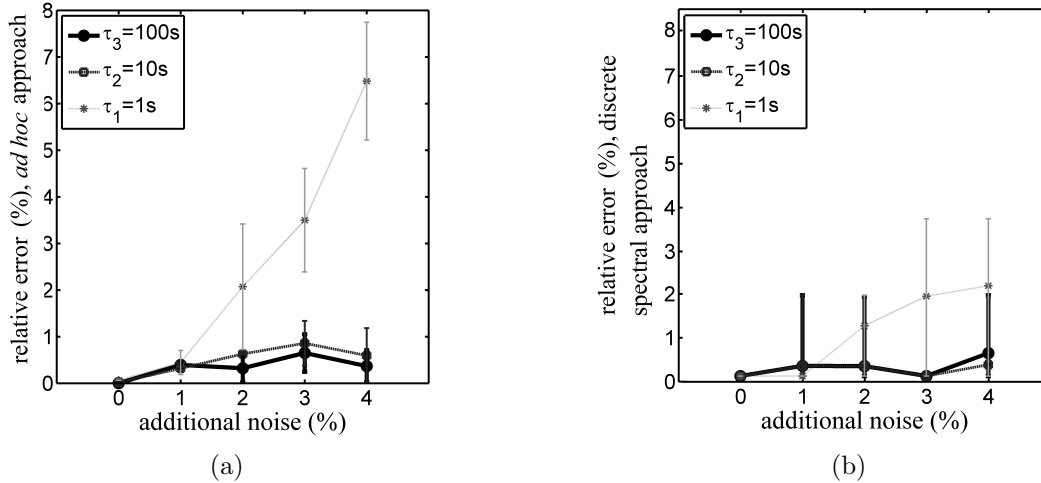 8
7
6
5
4
3
2
1
0
relative error (%), ad hoc approach
τ3=100s
τ2=10s
τ1=1s
0 1 2 3 4
additional noise (%)
(a)
8
7
6
5
4
3
2
1
0
relative error (%), discrete
spectral approach
τ3=100s
τ2=10s
τ1=1s
0 1 2 3 4
additional noise (%)
(b)